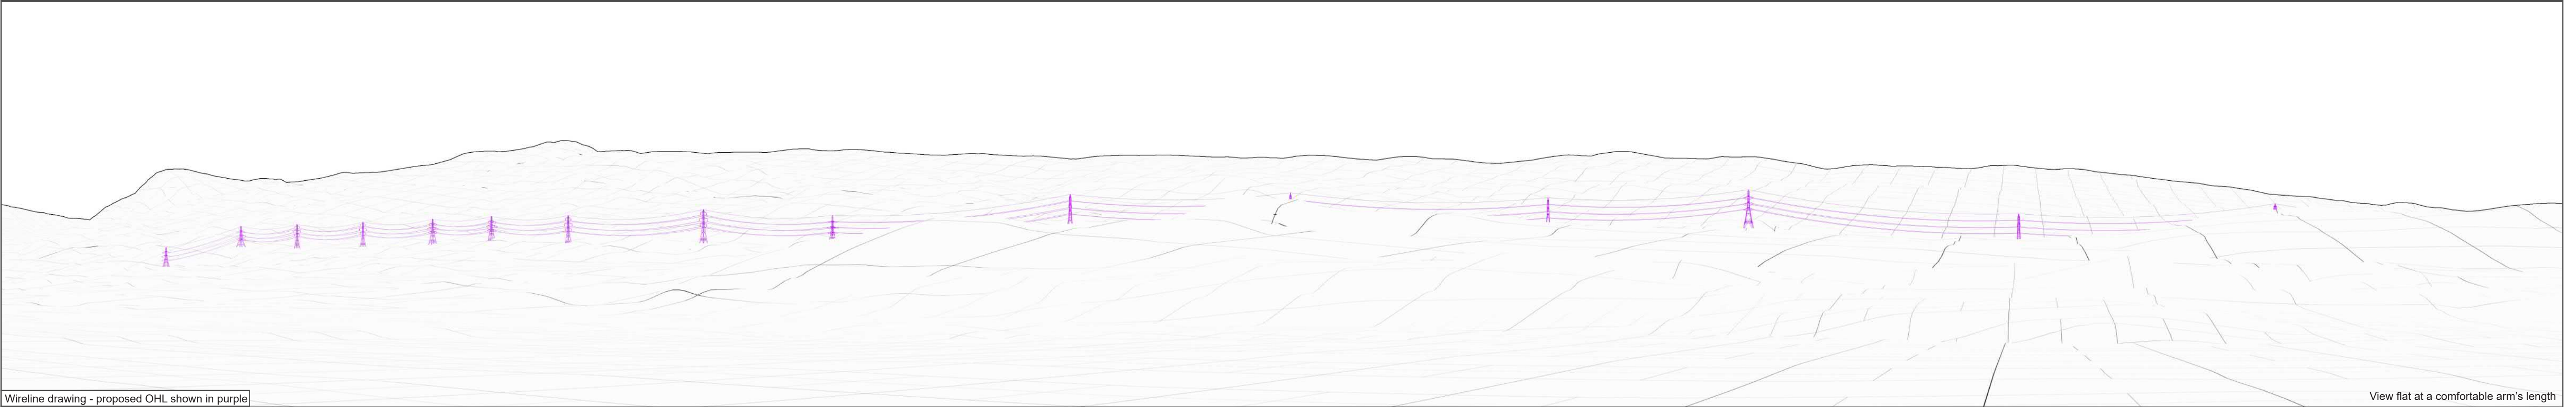 Wireline drawing - proposed OHL shown in purple
View flat at a comfortable arm's length